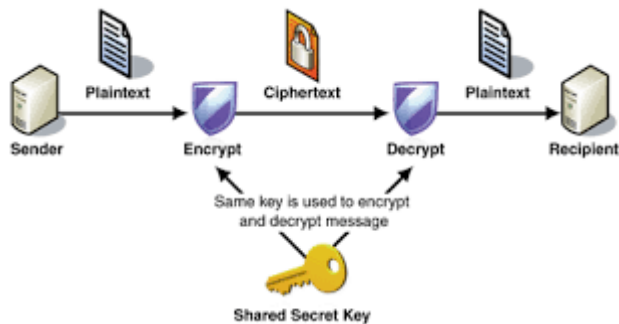 Plaintext
Ciphertext
Plaintext
Sender
Encrypt
Decrypt
Recipient
Same key is used to encrypt
and decrypt message
Shared Secret Key